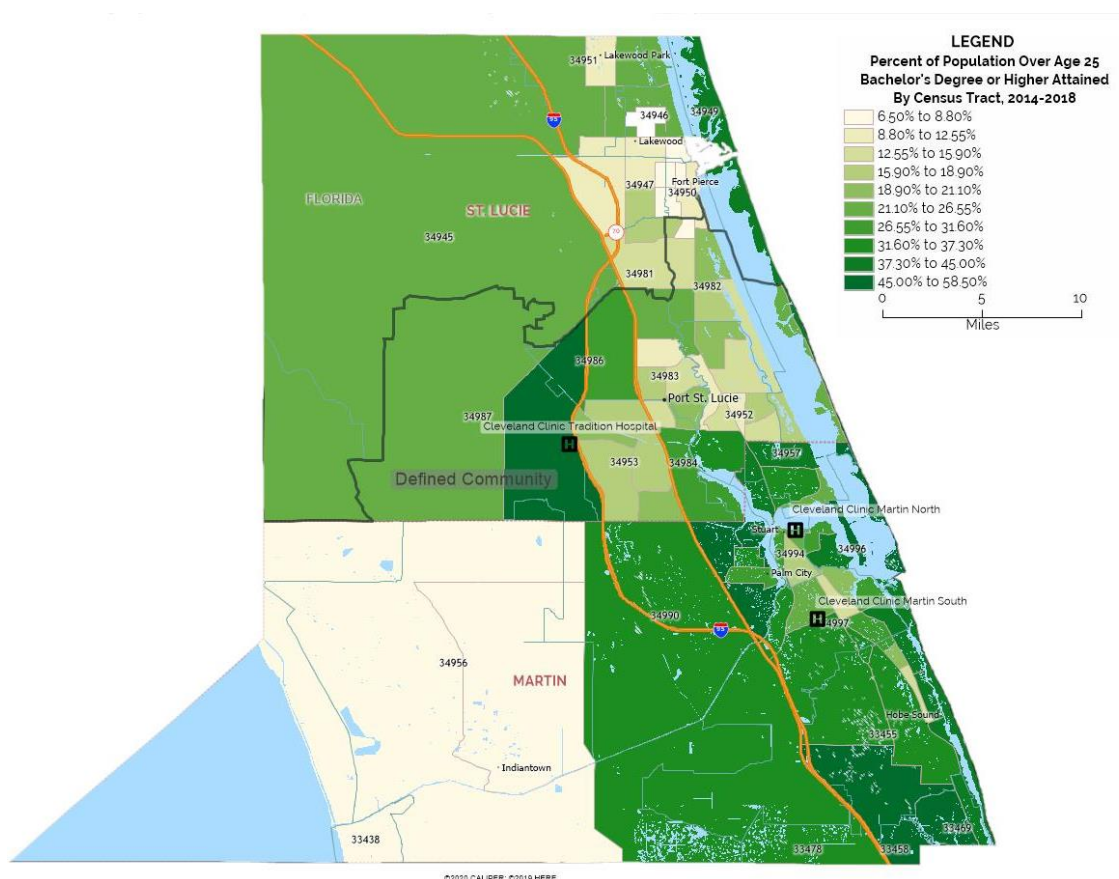 LEGEND
Percent of Population Over Age 25
Bachelor's Degree or Higher Attained
By Census Tract, 2014-2018
6.50% to 8.80%
8.80% to 12.55%
12.55% to 15.90%
15.90% to 18.90%
18.90% to 21.10%
21.10% to 26.55%
26.55% to 31.60%
31.60% to 37.30%
37.30% to 45.00%
45.00% to 58.50%
0 5 10
Miles
34951
Lakewood Park
95
34946
34949
Lakewood
FLORIDA
34947
Fort Pierce
34950
ST. LUCIE
34945
70
34981
34982
34986
34983
Port St. Lucie
34987
34952
Cleveland Clinic Tradition Hospital
H
34957
34953
34984
Defined Community
Cleveland Clinic Martin North
Stuart
H
34994
34996
Palm City
Cleveland Clinic Martin South
34990
95
H
34997
34956
MARTIN
Hobe Sound
33455
Indiantown
33438
33478
33458
33469
©2020 CALIPER; ©2019 HERE